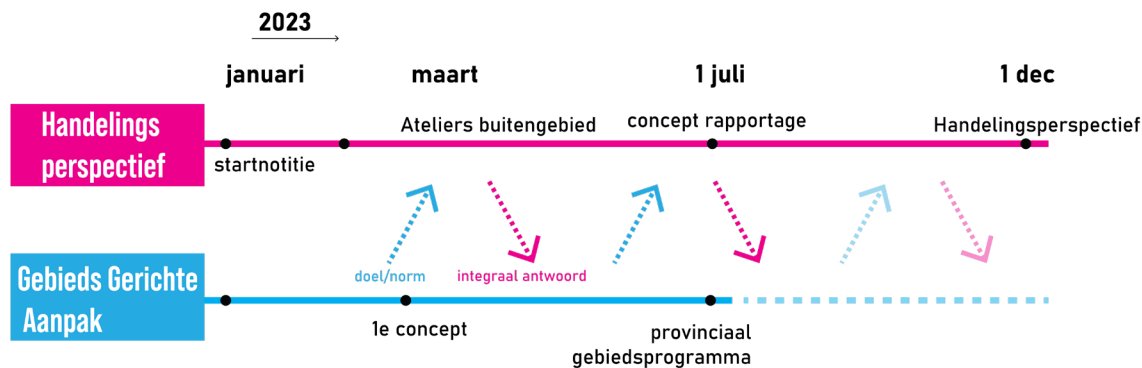 2023
januari
maart
1 juli
1 dec
Handelings
perspectief
Ateliers buitengebied
concept rapportage
Handelingsperspectief
startnotitie
Gebieds Gerichte
Aanpak
doel/norm
integraal antwoord
1e concept
provinciaal
gebiedsprogramma